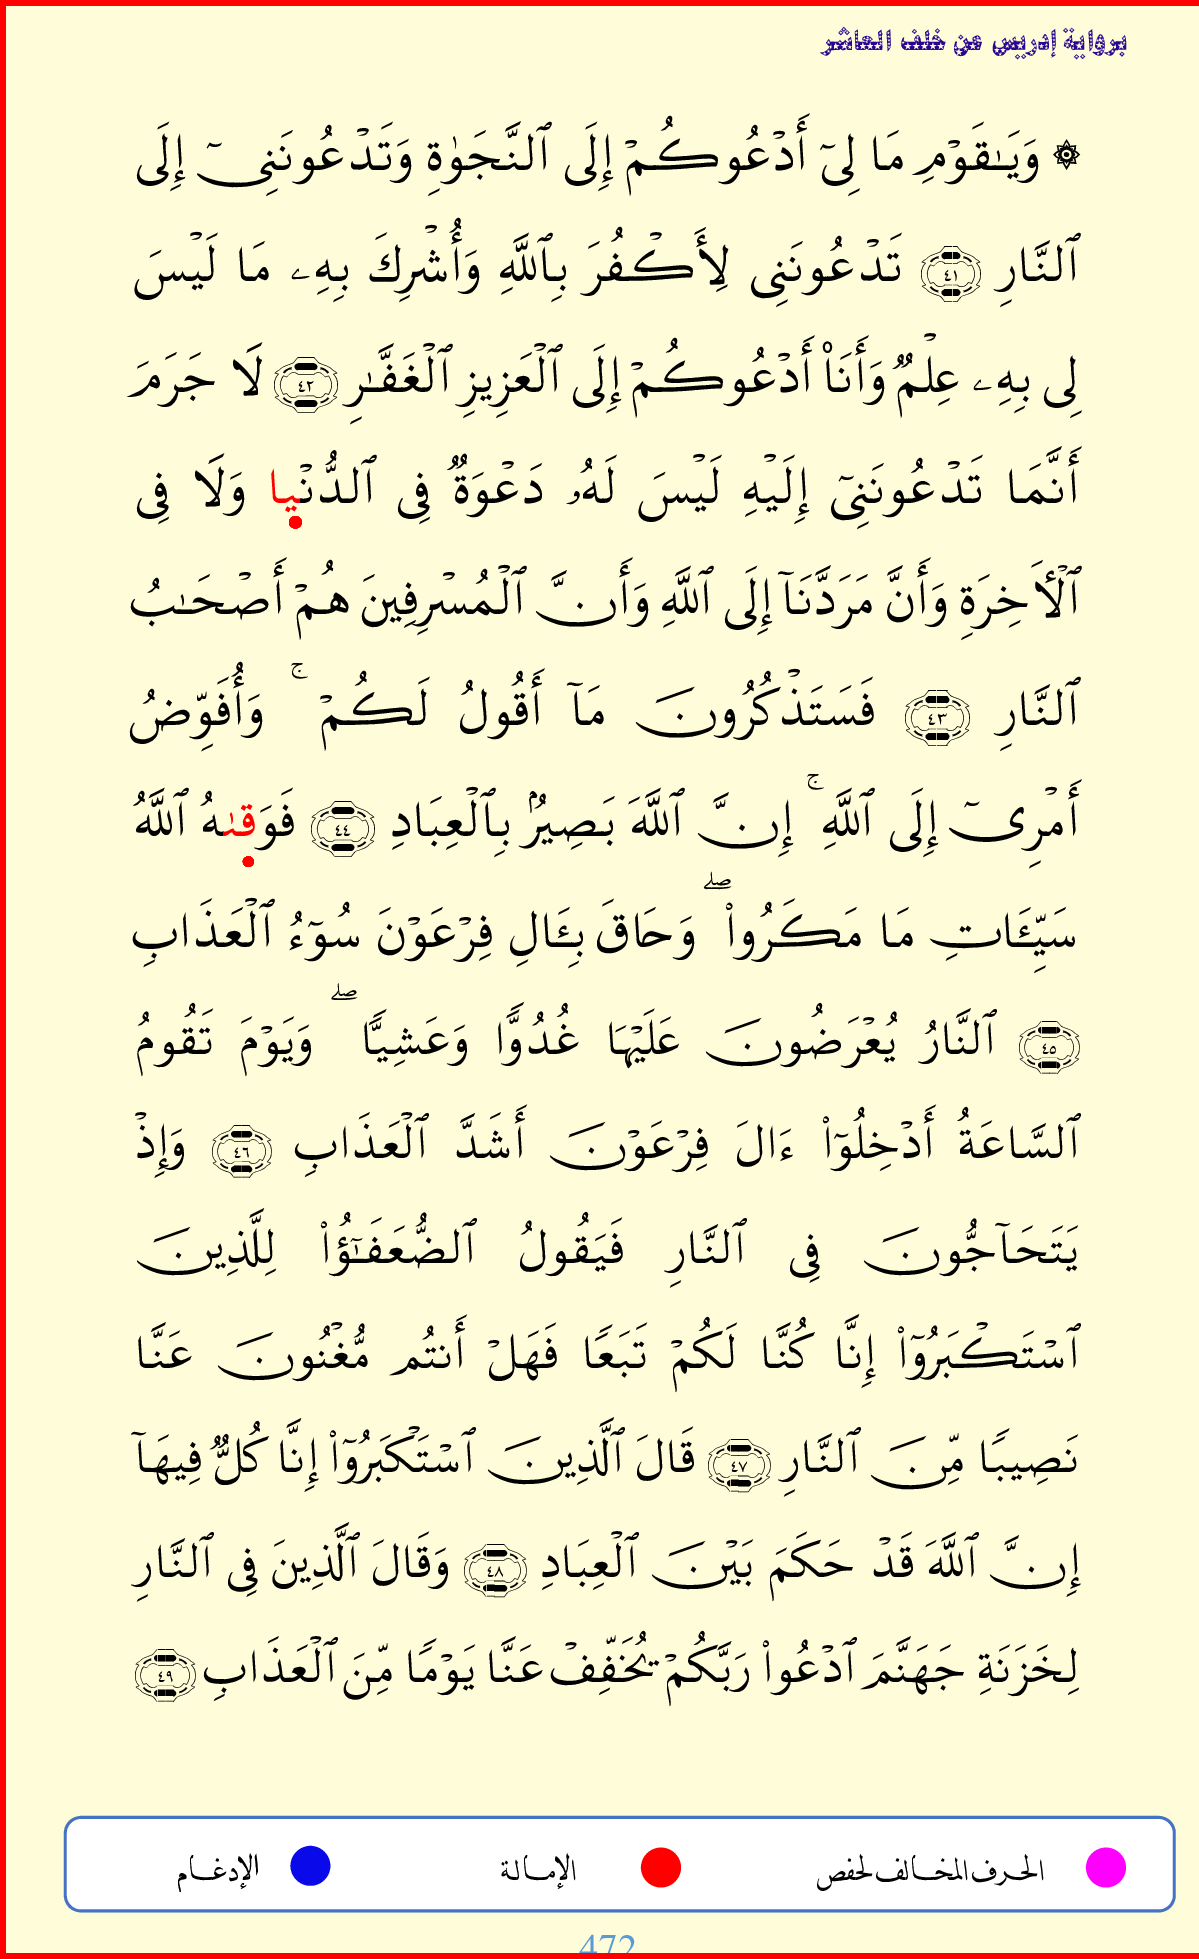 برواية إدريس عن خلف العاشر
۞ وَيَـٰقَوۡمِ مَا لِىٓ أَدۡعُوكُمۡ إِلَى ٱلنَّجَوٰةِ وَتَدۡعُونَنِىٓ إِلَى
ٱلنَّارِ ٤١ تَدۡعُونَنِى لِأَكۡفُرَ بِٱللَّهِ وَأُشۡرِكَ بِهِۦ مَا لَيۡسَ
لِى بِهِۦ عِلۡمٌ وَأَنَا۠ أَدۡعُوكُمۡ إِلَى ٱلۡعَزِيزِ ٱلۡغَفَّـٰرِ ٤٢ لَا جَرَمَ
أَنَّمَا تَدۡعُونَنِىٓ إِلَيۡهِ لَيۡسَ لَهُۥ دَعۡوَةٌ فِى ٱلدُّنۡيا وَلَا فِى
ٱلۡأَخِرَةِ وَأَنَّ مَرَدَّنَآ إِلَى ٱللَّهِ وَأَنَّ ٱلۡمُسۡرِفِينَ هُمۡ أَصۡحَـٰبُ
ٱلنَّارِ ٤٣ فَسَتَذۡكُرُونَ مَآ أَقُولُ لَكُمۡ ۚ وَأُفَوِّضُ
أَمۡرِىٓ إِلَى ٱللَّهِ ۚ إِنَّ ٱللَّهَ بَصِيرُۢ بِٱلۡعِبَادِ ٤٤ فَوَقىٰهُ ٱللَّهُ
سَيِّـَٔاتِ مَا مَكَرُوا۟ ۖ وَحَاقَ بِـَٔالِ فِرۡعَوۡنَ سُوٓءُ ٱلۡعَذَابِ
٤٥ ٱلنَّارُ يُعۡرَضُونَ عَلَيۡهَا غُدُوًّا وَعَشِيًّا ۖ وَيَوۡمَ تَقُومُ
ٱلسَّاعَةُ أَدۡخِلُوٓا۟ ءَالَ فِرۡعَوۡنَ أَشَدَّ ٱلۡعَذَابِ ٤٦ وَإِذۡ
يَتَحَآجُّونَ فِى ٱلنَّارِ فَيَقُولُ ٱلضُّعَفَـٰٓؤُا۟ لِلَّذِينَ
ٱسۡتَكۡبَرُوٓا۟ إِنَّا كُنَّا لَكُمۡ تَبَعًا فَهَلۡ أَنتُم مُّغۡنُونَ عَنَّا
نَصِيبًا مِّنَ ٱلنَّارِ ٤٧ قَالَ ٱلَّذِينَ ٱسۡتَكۡبَرُوٓا۟ إِنَّا كُلٌّ فِيهَآ
إِنَّ ٱللَّهَ قَدۡ حَكَمَ بَيۡنَ ٱلۡعِبَادِ ٤٨ وَقَالَ ٱلَّذِينَ فِى ٱلنَّارِ
لِخَزَنَةِ جَهَنَّمَ ٱدۡعُوا۟ رَبَّكُمۡ يُخَفِّفۡ عَنَّا يَوۡمًا مِّنَ ٱلۡعَذَابِ ٤٩
الحرف المخالف لحفص الإمالة الإدغام
472